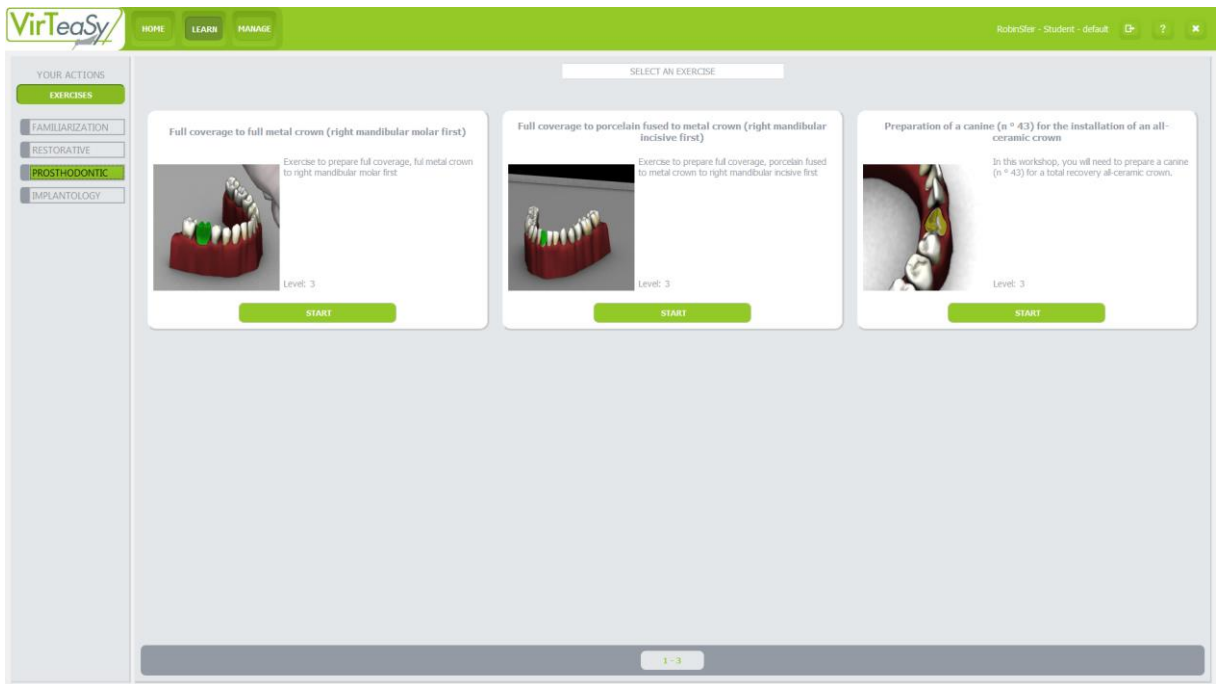 VirTeaSy
HOME
LEARN
MANAGE
RobinSfer - Student - default
?
YOUR ACTIONS
EXERCISES
FAMILIARIZATION
RESTORATIVE
PROSTHODONTIC
IMPLANTOLOGY
SELECT AN EXERCISE
Full coverage to full metal crown (right mandibular molar first)
Exercise to prepare full coverage, ful metal crown
to right mandibular molar first
Level: 3
START
Full coverage to porcelain fused to metal crown (right mandibular
incisive first)
Exercise to prepare full coverage, porcelain fused
to metal crown to right mandibular incisive first
Level: 3
START
Preparation of a canine (n ° 43) for the installation of an all-
ceramic crown
In this workshop, you will need to prepare a canine
(n ° 43) for a total recovery all-ceramic crown.
Level: 3
START
1 - 3